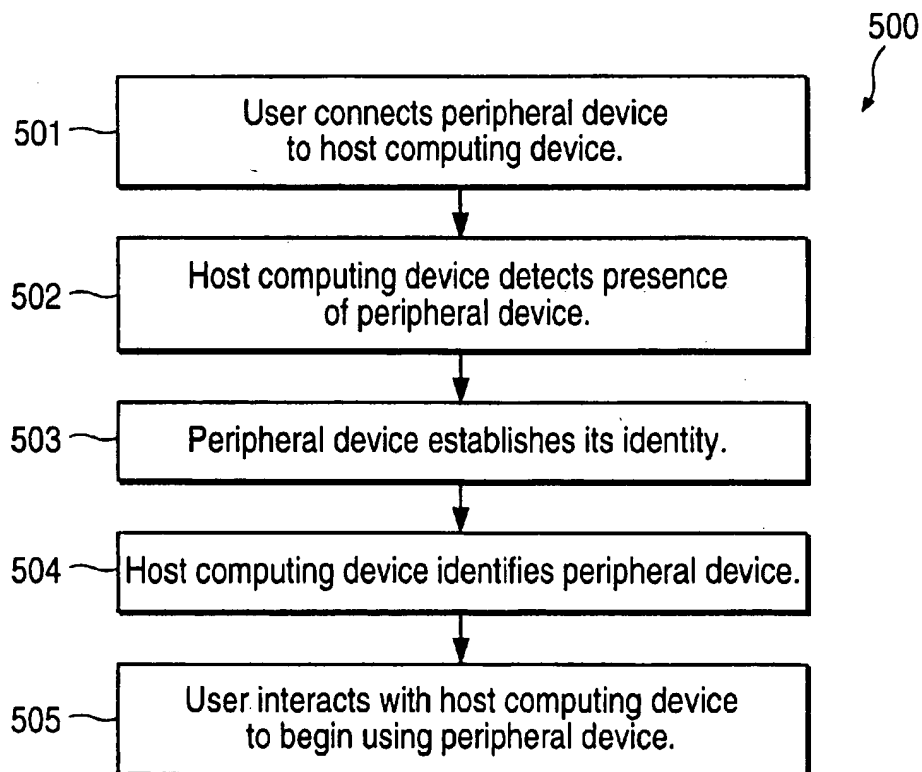 500
501
User connects peripheral device
to host computing device.
502
Host computing device detects presence
of peripheral device.
503
Peripheral device establishes its identity.
504
Host computing device identifies peripheral device.
505
User interacts with host computing device
to begin using peripheral device.